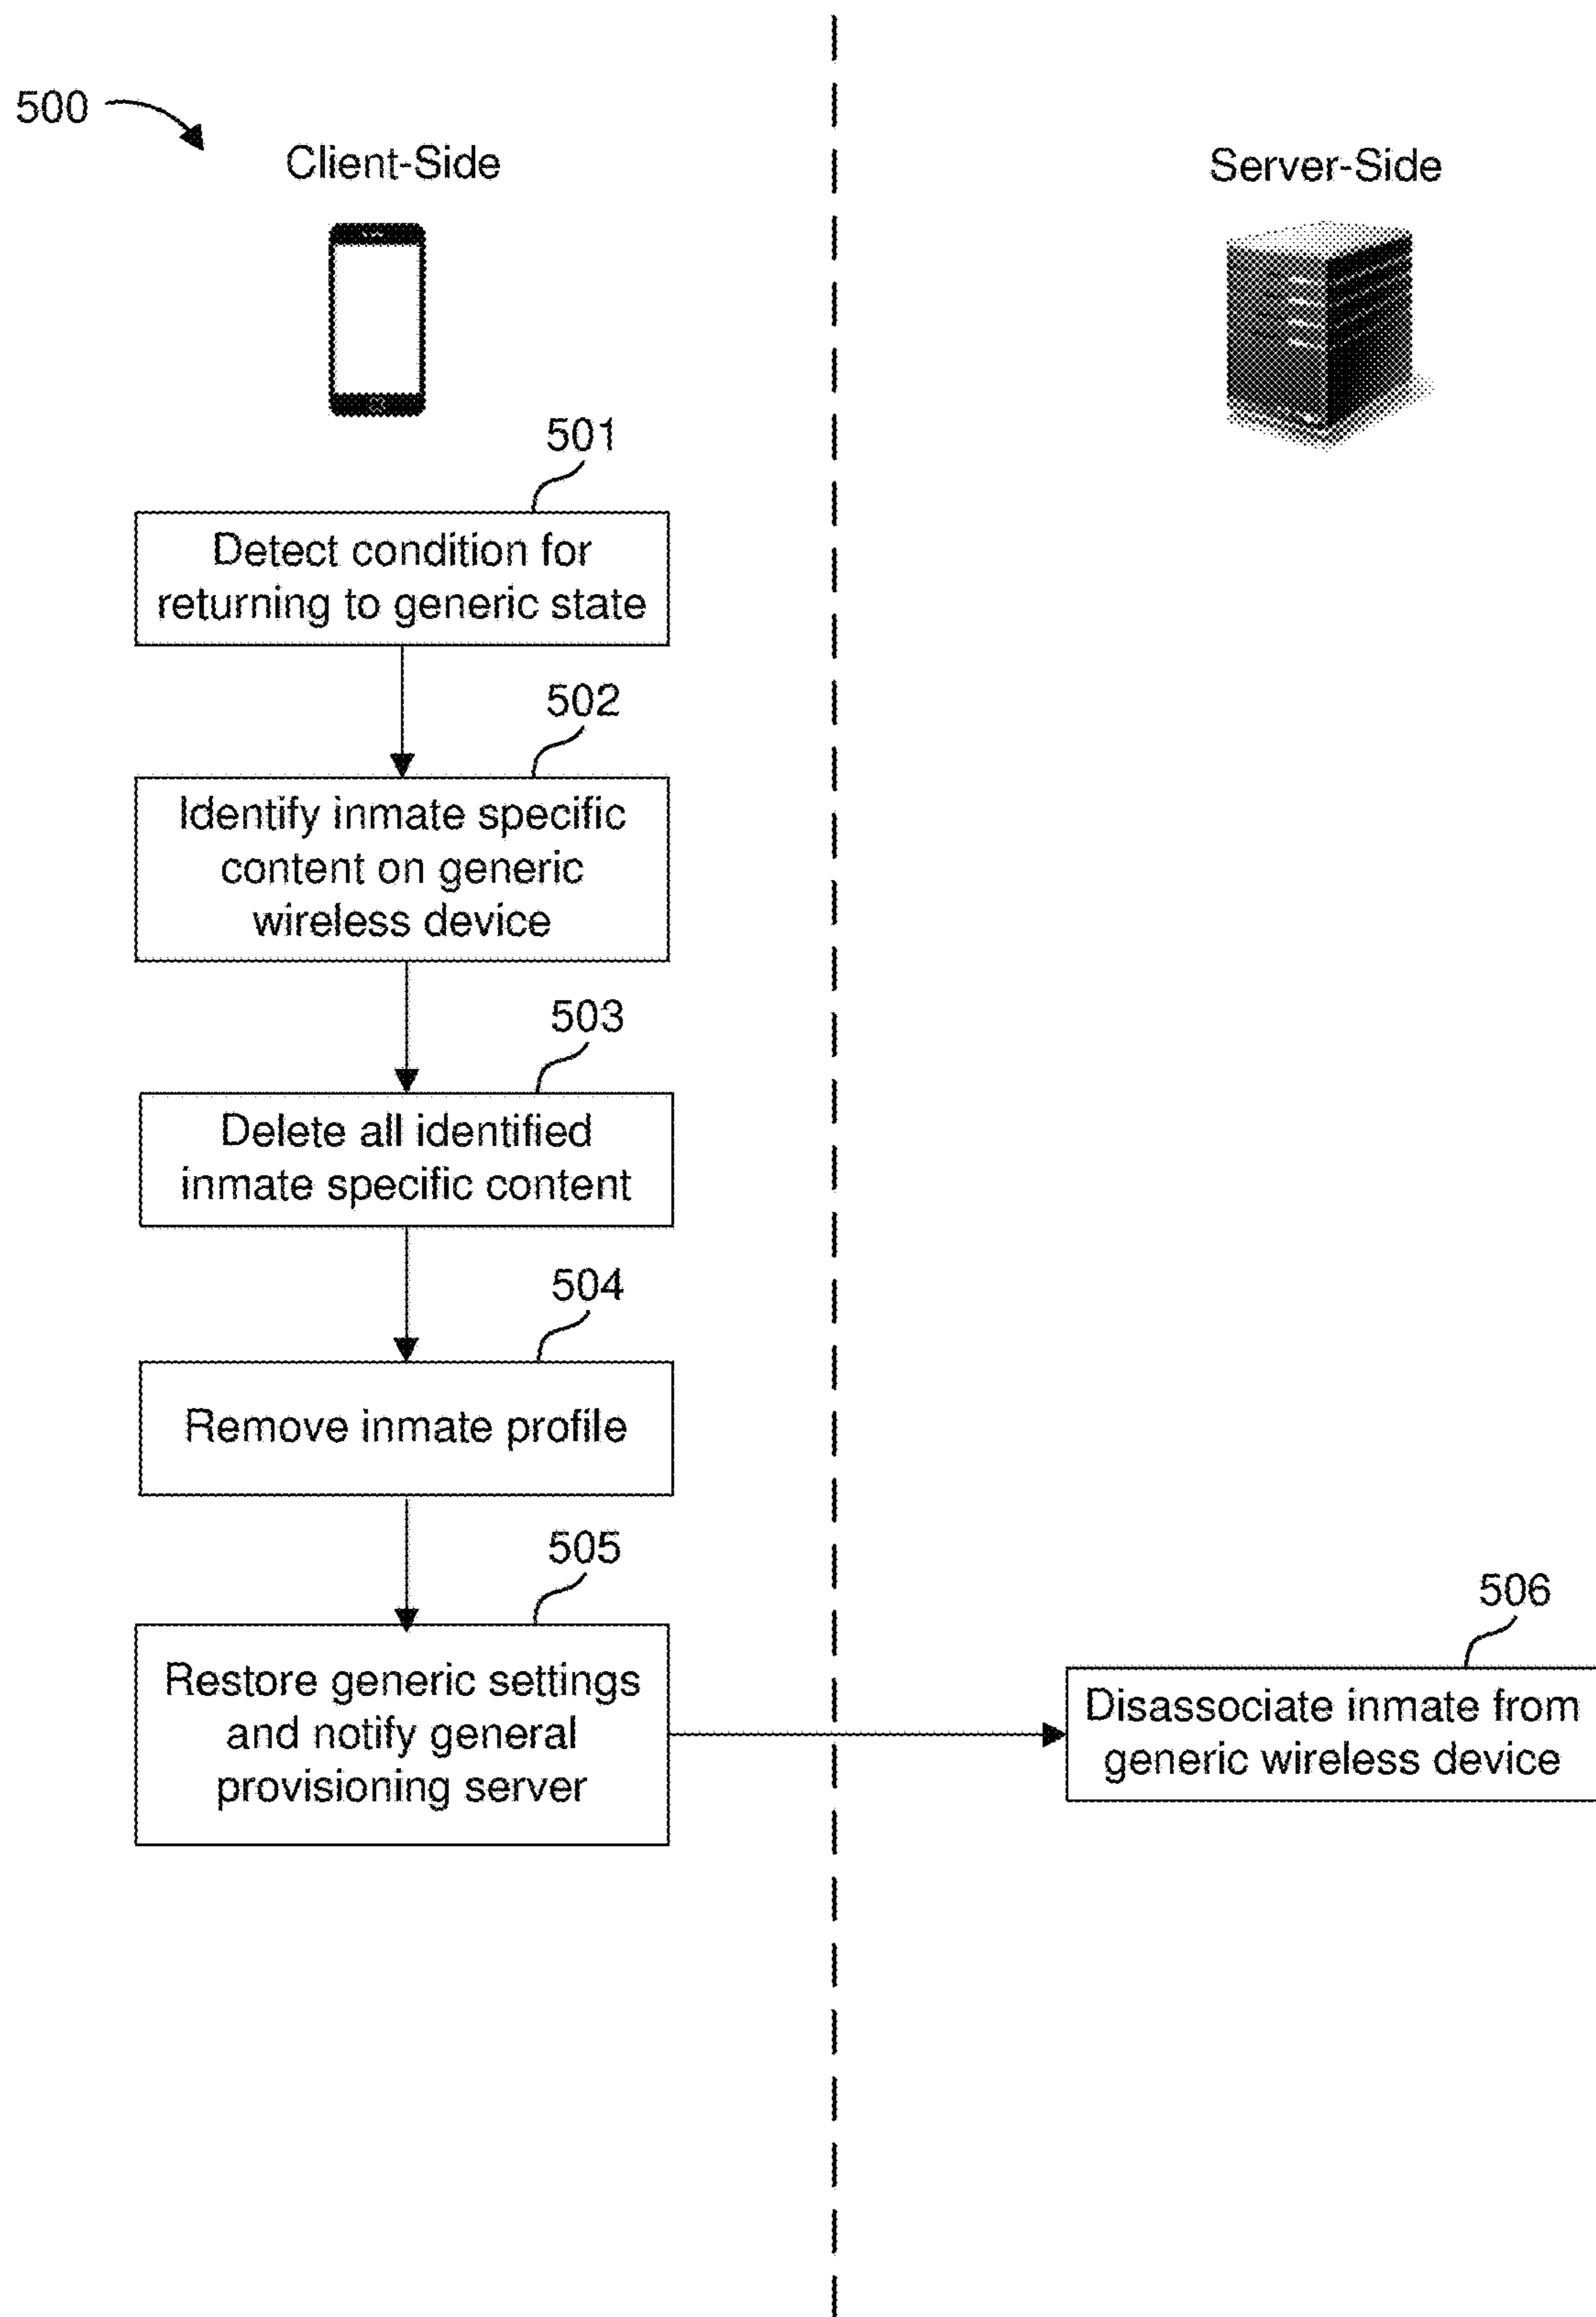 500
Client-Side
Server-Side
501
Detect condition for
returning to generic state
502
Identify inmate specific
content on generic
wireless device
503
Delete all identified
inmate specific content
504
Remove inmate profile
505
Restore generic settings
and notify general
provisioning server
506
Disassociate inmate from
generic wireless device